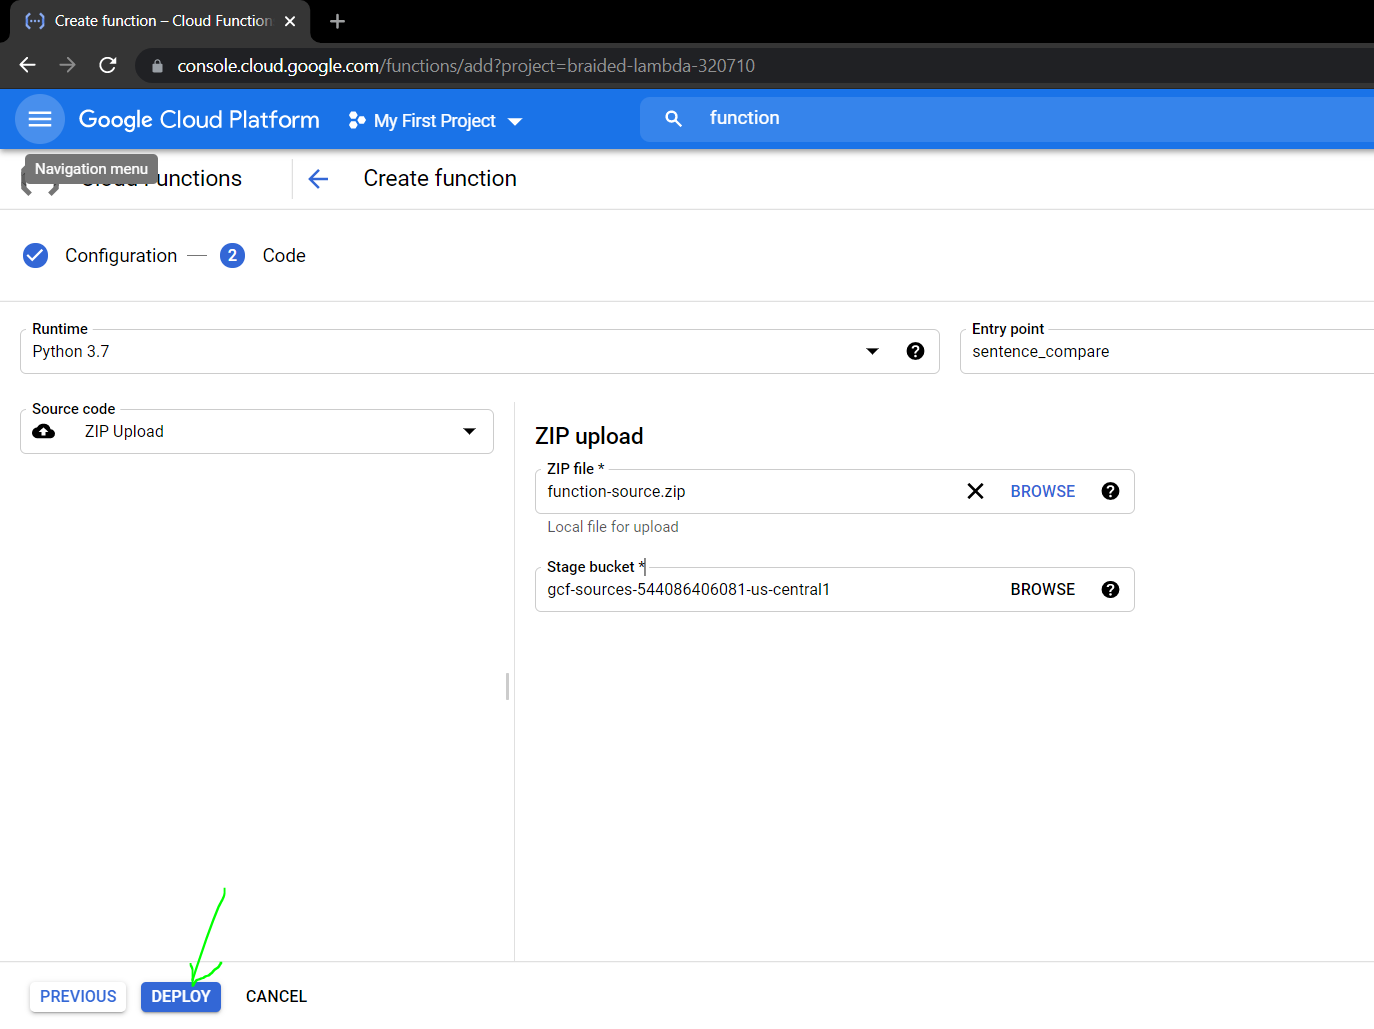 Create function – Cloud Function
console.cloud.google.com/functions/add?project=braided-lambda-320710
Google Cloud Platform My First Project function
Navigation menu
Cloud Functions Create function
Configuration 2 Code
Runtime Entry point
Python 3.7 sentence_compare
Source code
ZIP Upload
ZIP upload
ZIP file *
function-source.zip BROWSE
Local file for upload
Stage bucket *
gcf-sources-544086406081-us-central1 BROWSE
PREVIOUS DEPLOY CANCEL